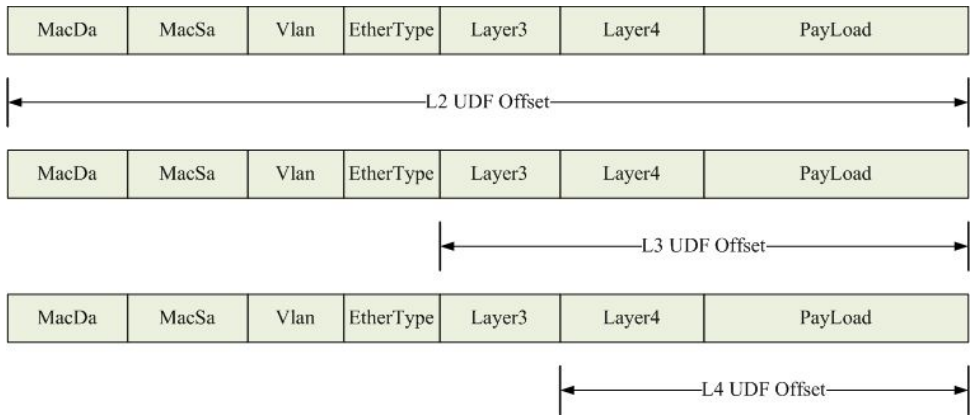 MacDa MacSa Vlan EtherType Layer3 Layer4 PayLoad
L2 UDF Offset
MacDa MacSa Vlan EtherType Layer3 Layer4 PayLoad
L3 UDF Offset
MacDa MacSa Vlan EtherType Layer3 Layer4 PayLoad
L4 UDF Offset